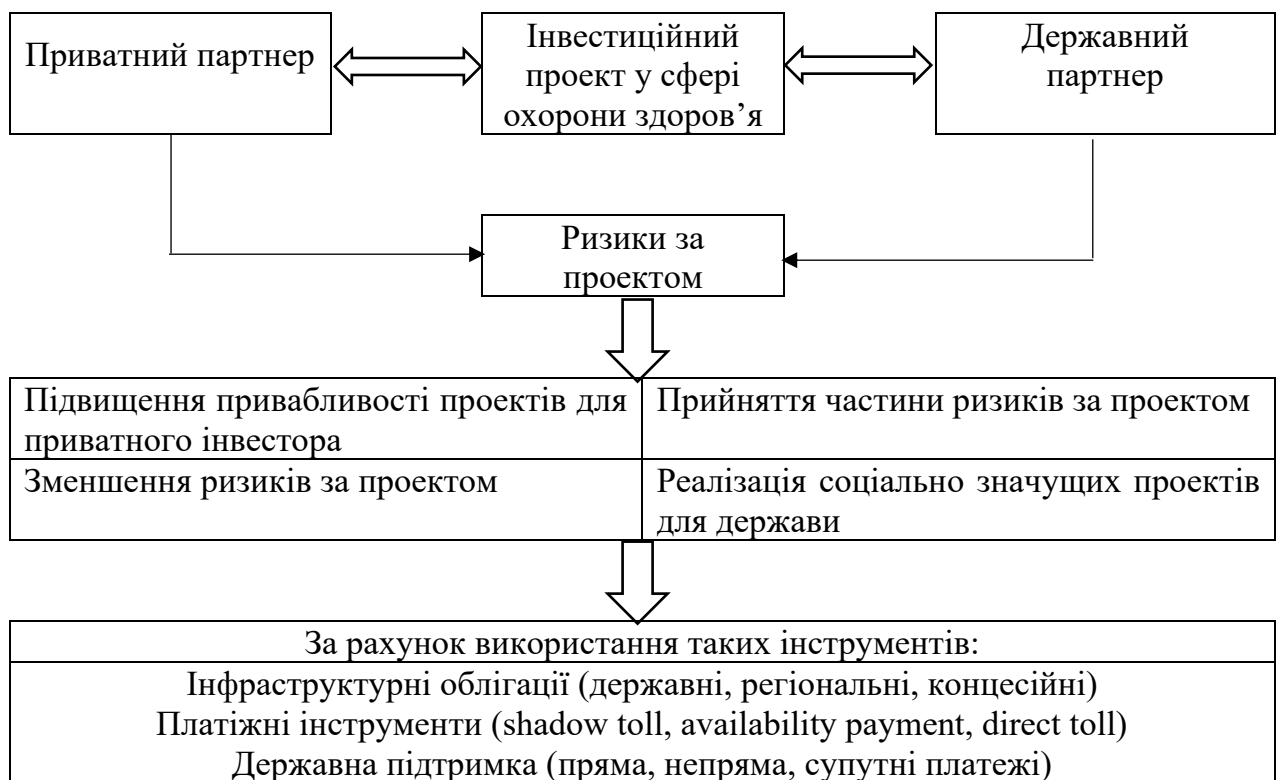 Приватний партнер
Інвестиційний
проект у сфері
охорони здоров’я
Державний
партнер
Ризики за
проектом
Підвищення привабливості проектів для
приватного інвестора
Прийняття частини ризиків за проектом
Зменшення ризиків за проектом
Реалізація соціально значущих проектів
для держави
За рахунок використання таких інструментів:
Інфраструктурні облігації (державні, регіональні, концесійні)
Платіжні інструменти (shadow toll, availability payment, direct toll)
Державна підтримка (пряма, непряма, супутні платежі)